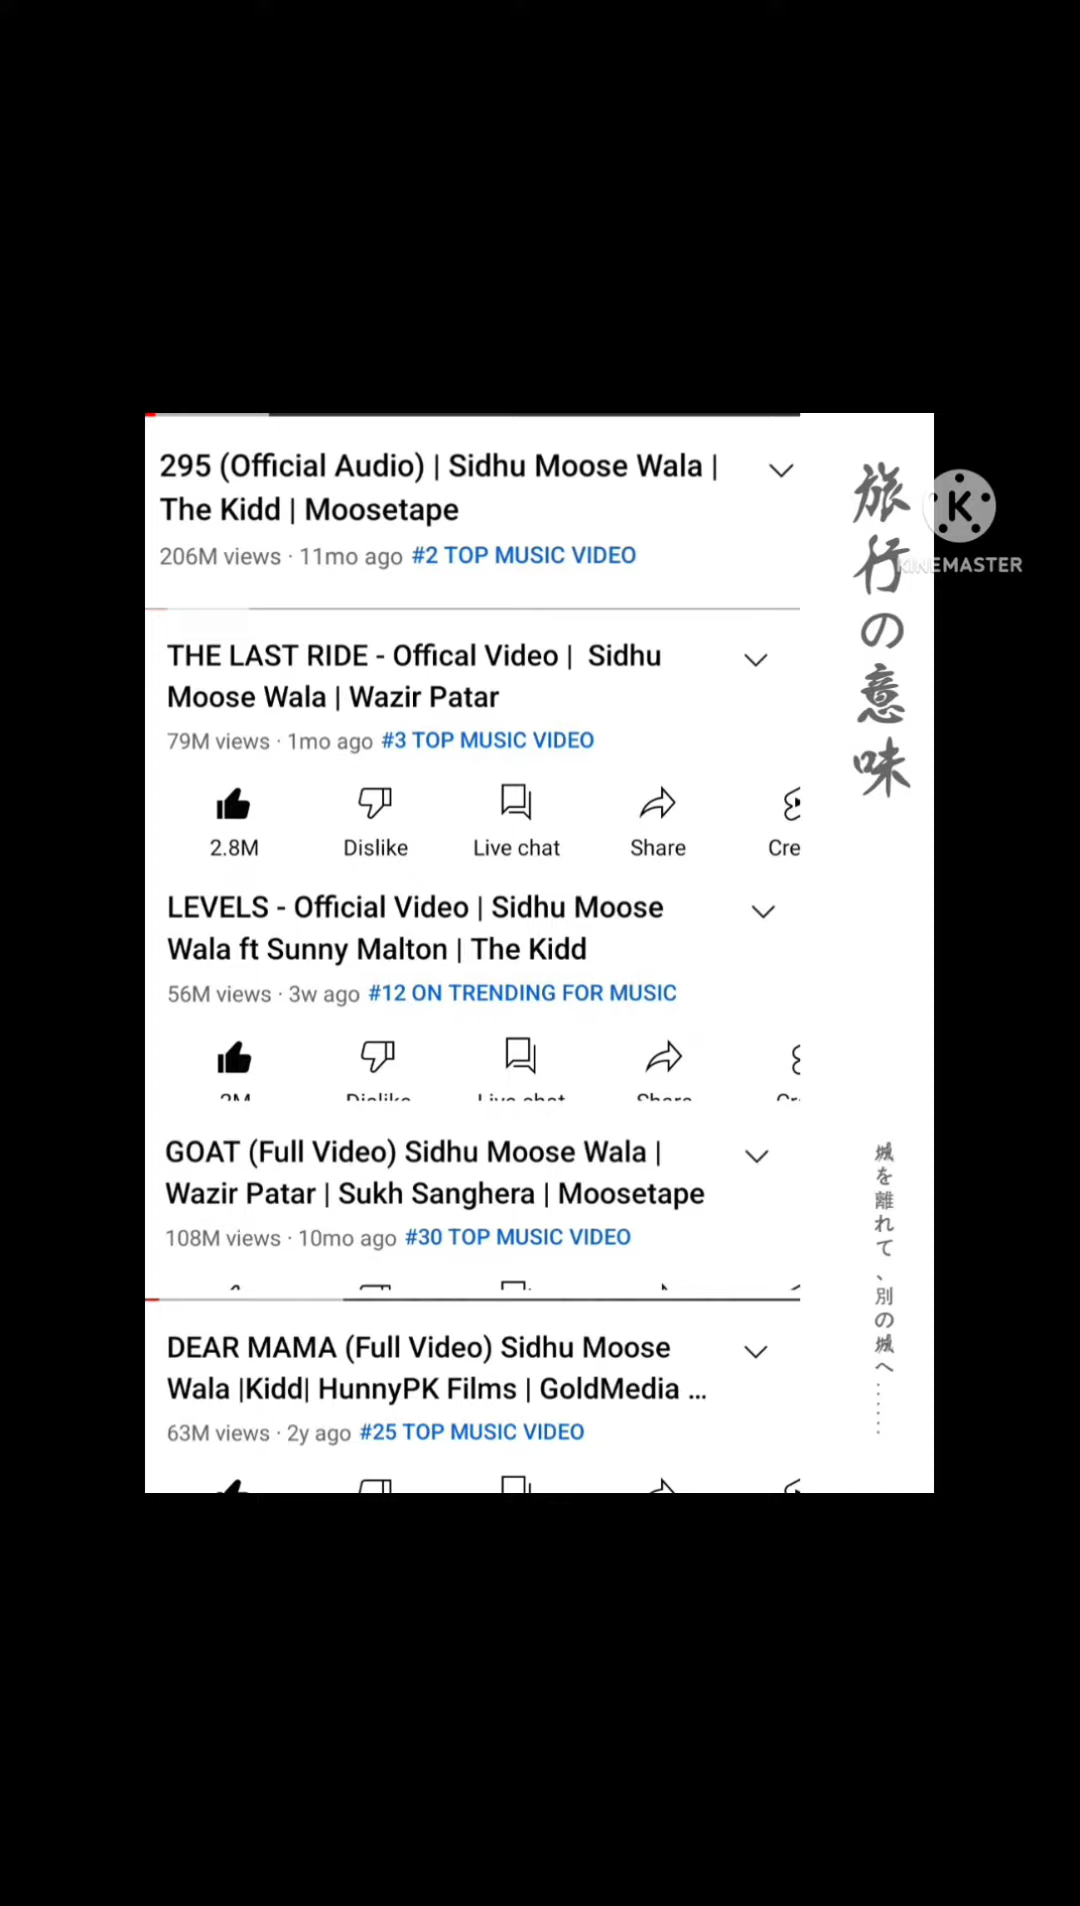 295 (Official Audio) | Sidhu Moose Wala |
The Kidd | Moosetape
206M views · 11mo ago #2 TOP MUSIC VIDEO
THE LAST RIDE - Offical Video | Sidhu
Moose Wala | Wazir Patar
79M views · 1mo ago #3 TOP MUSIC VIDEO
2.8M Dislike Live chat Share Cre
LEVELS - Official Video | Sidhu Moose
Wala ft Sunny Malton | The Kidd
56M views · 3w ago #12 ON TRENDING FOR MUSIC
2M Dislike Live chat Share Cr
GOAT (Full Video) Sidhu Moose Wala |
Wazir Patar | Sukh Sanghera | Moosetape
108M views · 10mo ago #30 TOP MUSIC VIDEO
DEAR MAMA (Full Video) Sidhu Moose
Wala |Kidd| HunnyPK Films | GoldMedia ...
63M views · 2y ago #25 TOP MUSIC VIDEO
旅行の意味
K
KINEMASTER
城を離れて、別の城へ.......